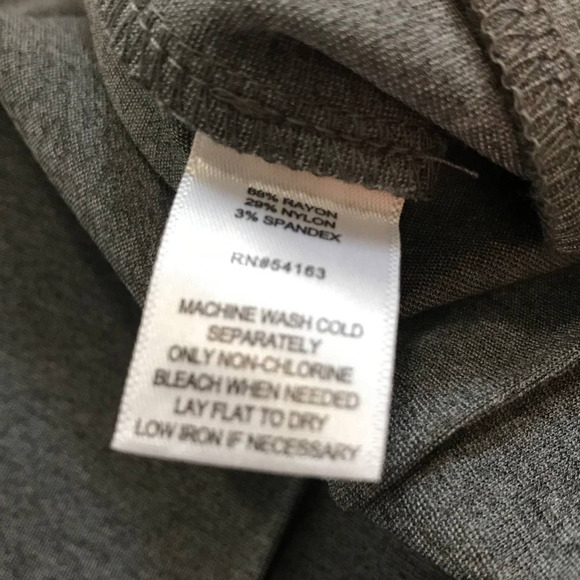 68% RAYON
29% NYLON
3% SPANDEX
RN#54163
MACHINE WASH COLD
SEPARATELY
ONLY NON-CHLORINE
BLEACH WHEN NEEDED
LAY FLAT TO DRY
LOW IRON IF NECESSARY